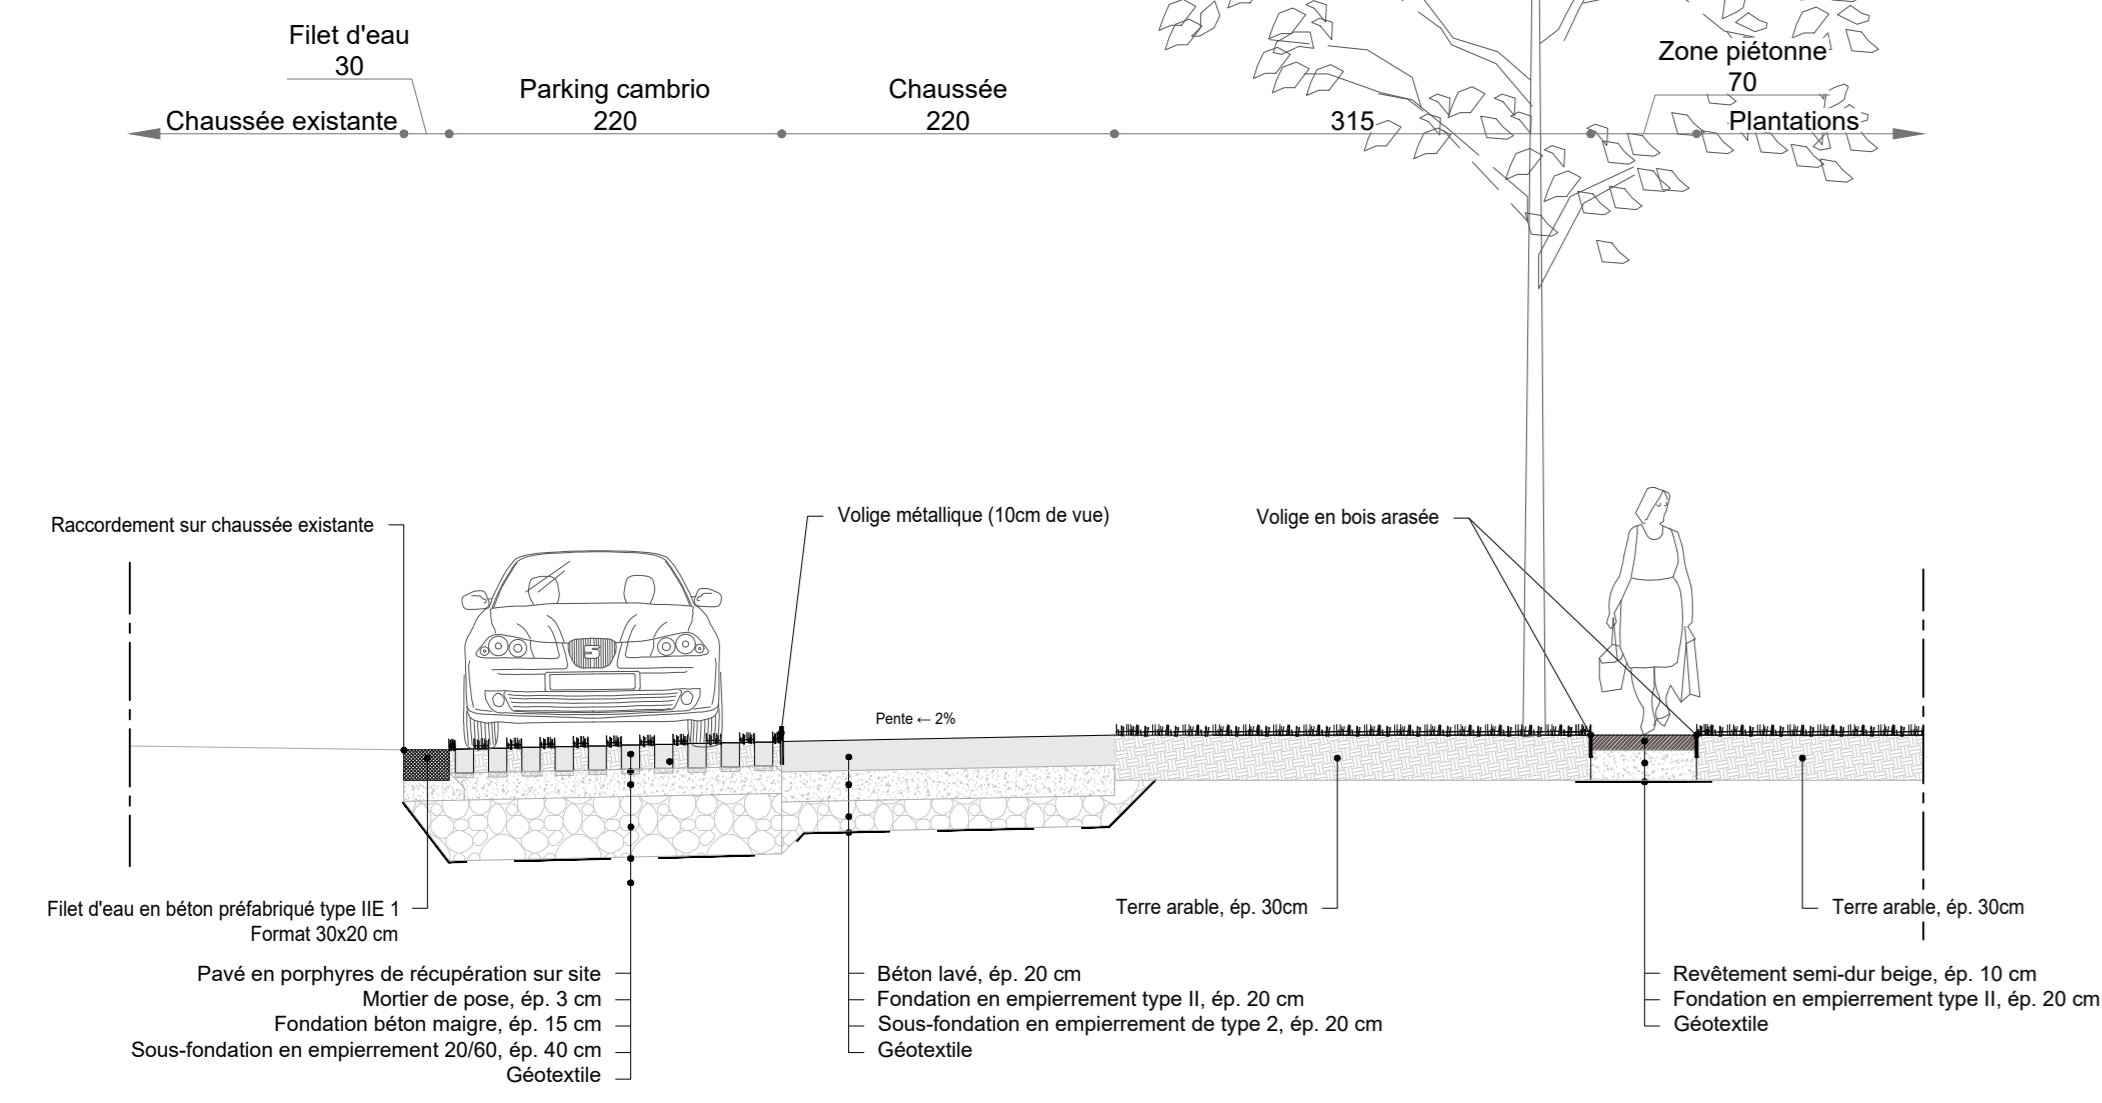 Filet d'eau
30
Zone piétonne
70
Parking cambrio
220
Chaussée
220
Chaussée existante
315
Plantations
Raccordement sur chaussée existante
Volige métallique (10cm de vue)
Volige en bois arasée
S
Pente ← 2%
Filet d'eau en béton préfabriqué type IIE 1
Format 30x20 cm
Terre arable, ép. 30cm
Terre arable, ép. 30cm
Pavé en porphyres de récupération sur site
Mortier de pose, ép. 3 cm
Fondation béton maigre, ép. 15 cm
Sous-fondation en empierrement 20/60, ép. 40 cm
Géotextile
Béton lavé, ép. 20 cm
Fondation en empierrement type II, ép. 20 cm
Sous-fondation en empierrement de type 2, ép. 20 cm
Géotextile
Revêtement semi-dur beige, ép. 10 cm
Fondation en empierrement type II, ép. 20 cm
Géotextile